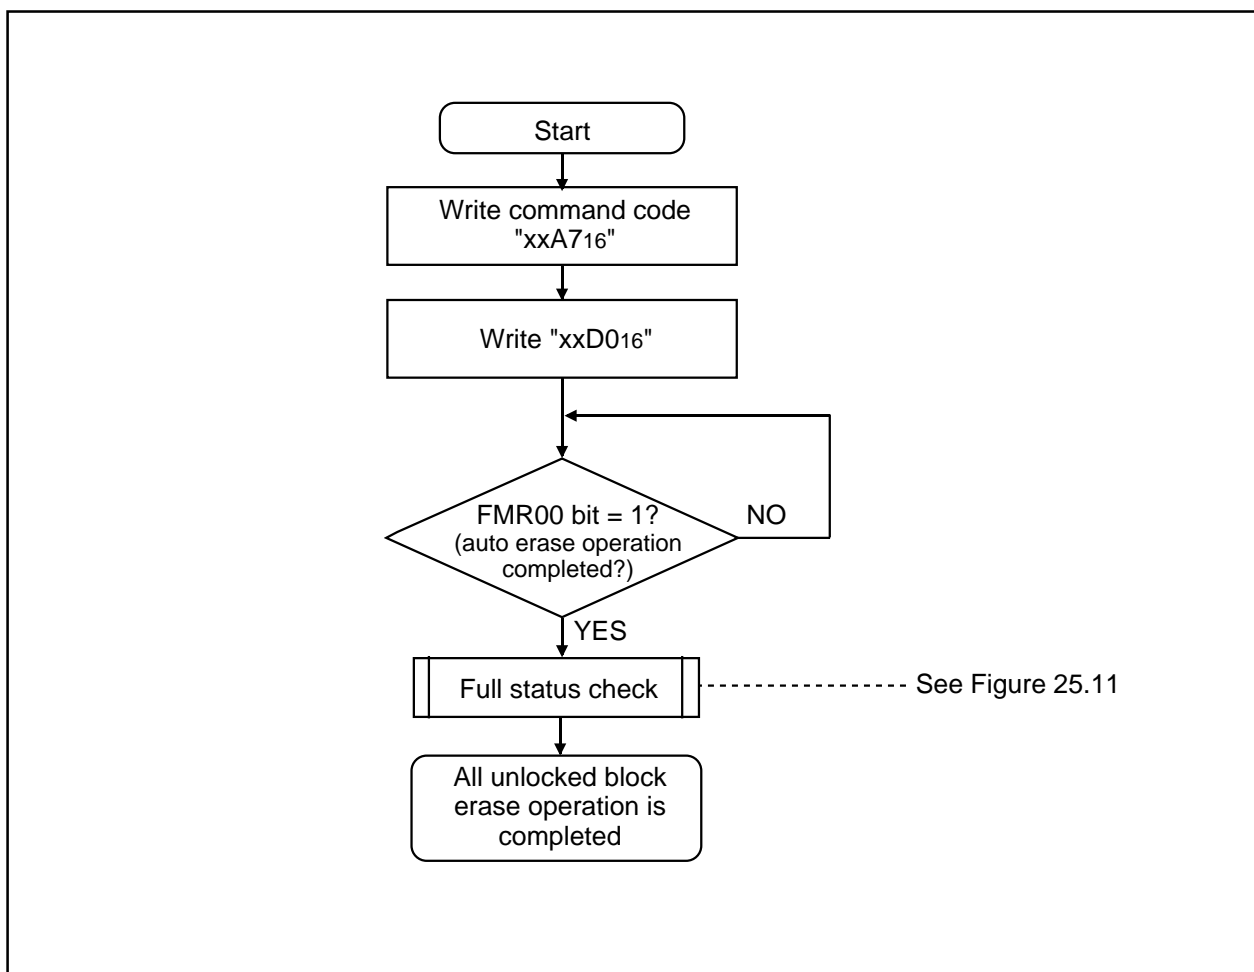 Start
Write command code
"xxA716"
Write "xxD016"
FMR00 bit = 1?
(auto erase operation
completed?)
NO
YES
Full status check
See Figure 25.11
All unlocked block
erase operation is
completed